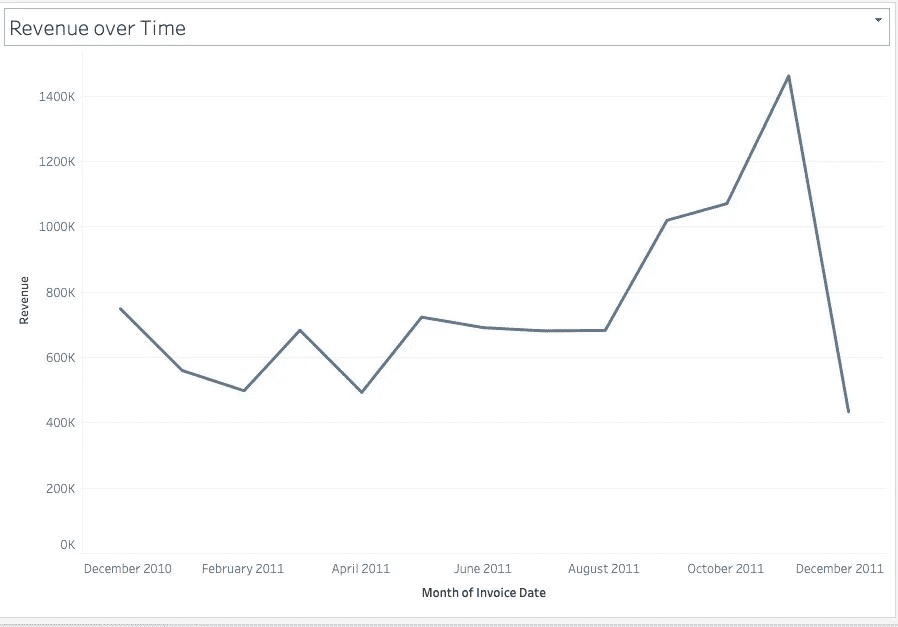 Revenue over Time
1400K
1200K
1000K
800K
600K
400K
200K
0K
Revenue
December 2010 February 2011 April 2011 June 2011 August 2011 October 2011 December 2011
Month of Invoice Date